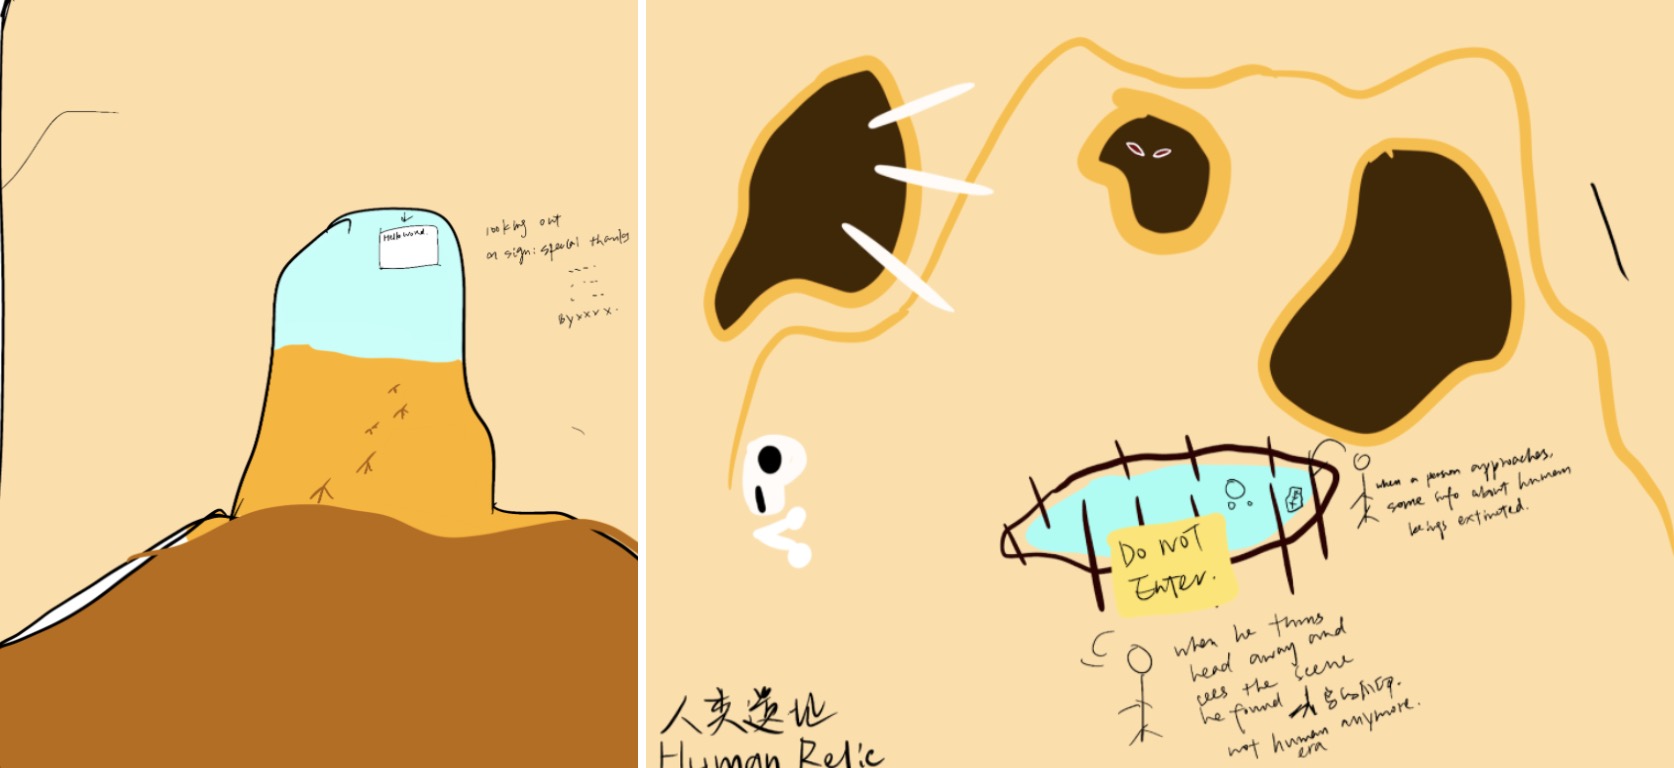 Hello world.
looking out
on sign: special thanks
By xxxx.
Do NOT
Enter.
when a person approaches,
some info about human
beings extincted.
when he turns
head away and
sees the scene
he found
not human anymore.
era
人类遗址
Human Relic